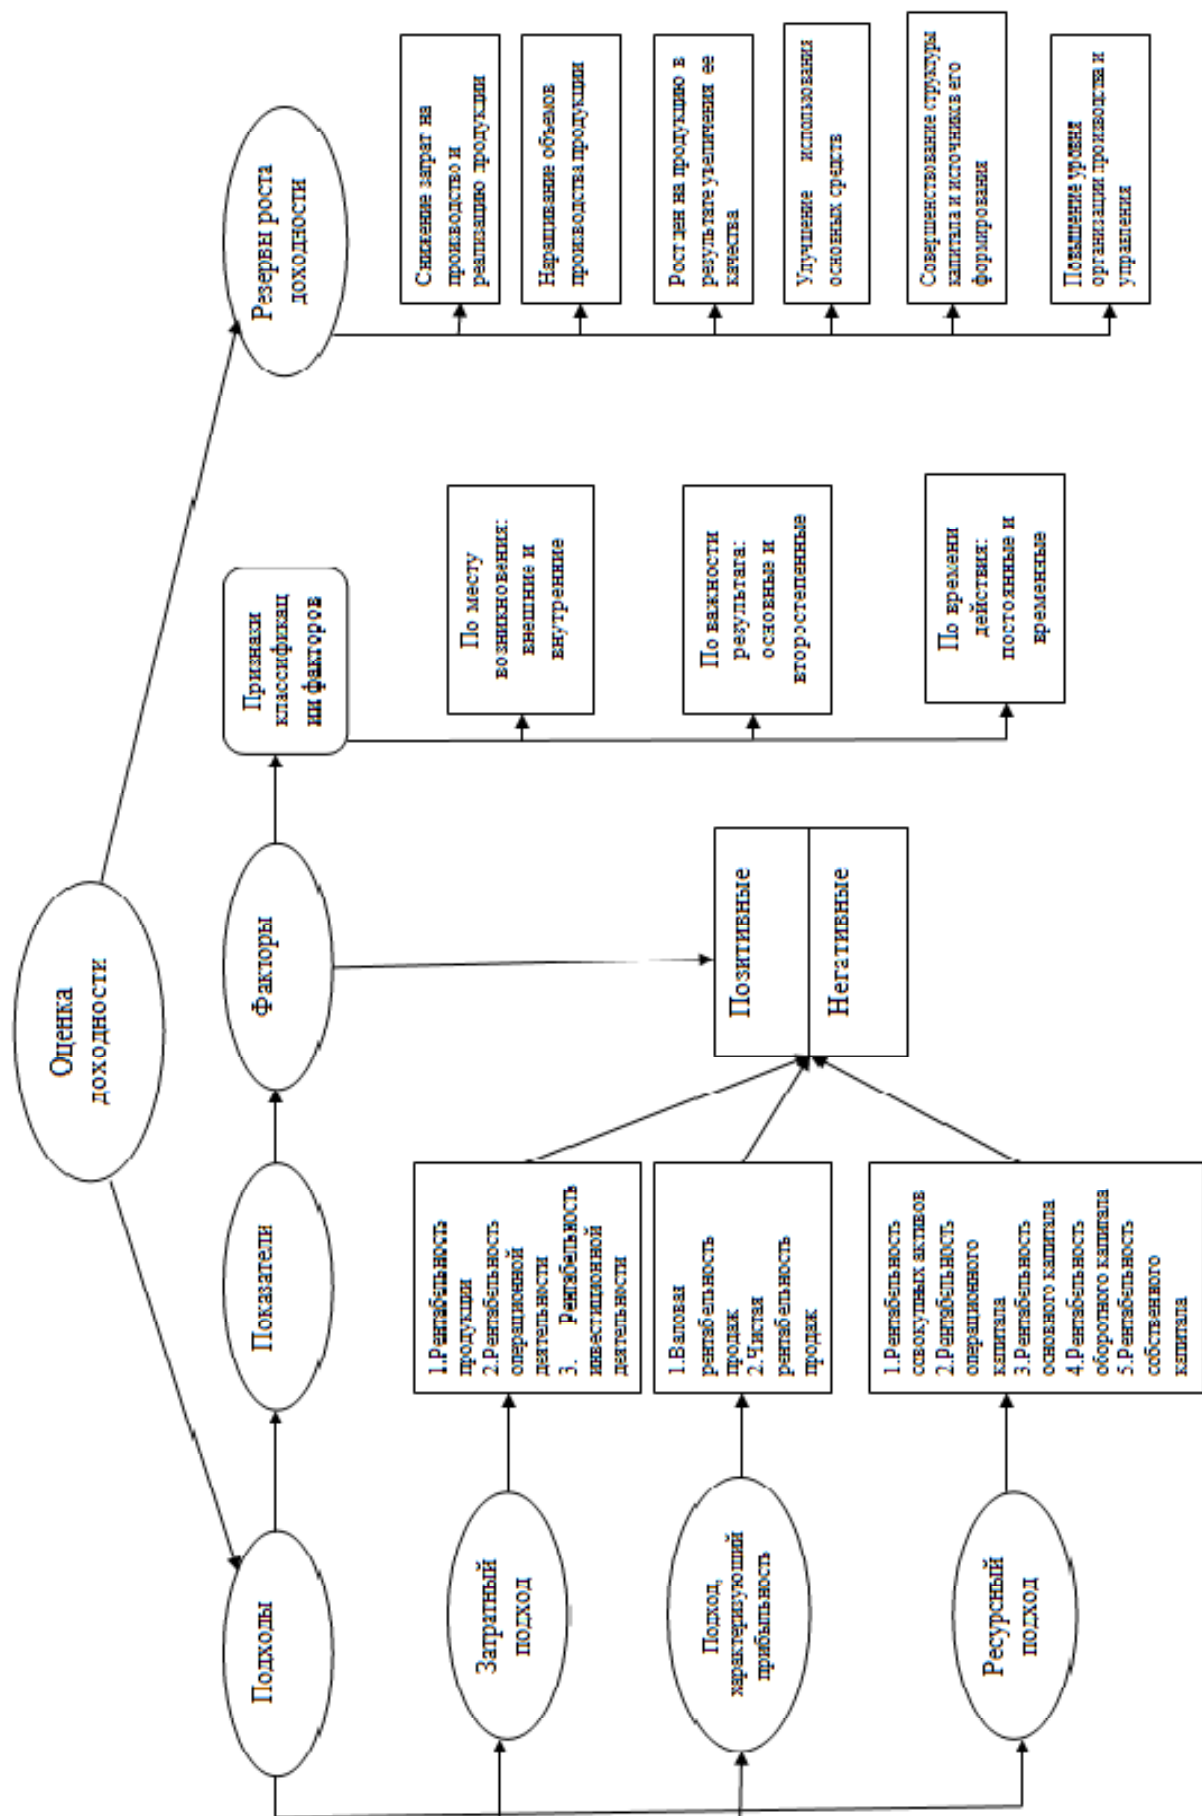 Оценка
доходности
Подходы
Показатели
Факторы
Признаки
классификац
ии факторов
Резервы роста
доходности
Затратный
подход
1.Рентабельность
продукции
2.Рентабельность
операционной
деятельности
3. Рентабельность
инвестиционной
деятельности
Подход,
характеризующий
прибыльность
1.Валовая
рентабельность
продаж
2.Чистая
рентабельность
продаж
Ресурсный
подход
1.Рентабельность
совокупных активов
2.Рентабельность
операционного
капитала
3.Рентабельность
основного капитала
4.Рентабельность
оборотного капитала
5.Рентабельность
собственного
капитала
Позитивные
Негативные
По месту
возникновения:
внешние и
внутренние
По важности
результата:
основные и
второстепенные
По времени
действия:
постоянные и
временные
Снижение затрат на
производство и
реализацию продукции
Наращивание объемов
производства продукции
Рост цен на продукцию в
результате увеличения ее
качества
Улучшение использования
основных средств
Совершенствование структуры
капитала и источников его
формирования
Повышение уровня
организации производства и
управления